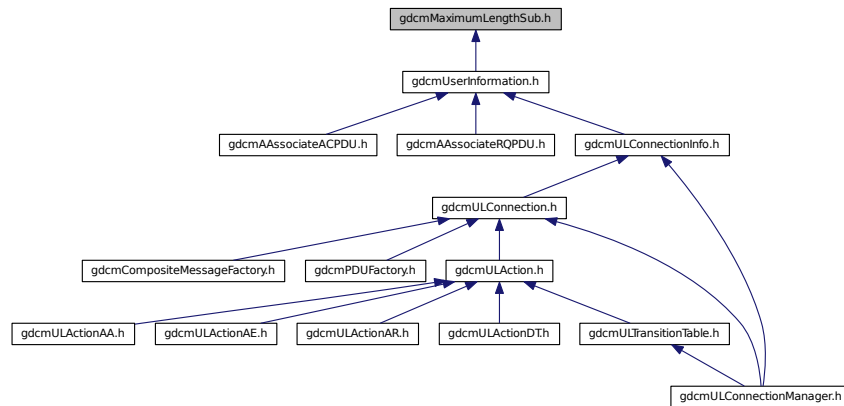 gdcmMaximumLengthSub.h
gdcmUserInformation.h
gdcmAAssociateACPDU.h
gdcmAAssociateRQPDU.h
gdcmULConnectionInfo.h
gdcmULConnection.h
gdcmCompositeMessageFactory.h
gdcmPDUFactory.h
gdcmULAction.h
gdcmULActionAA.h
gdcmULActionAE.h
gdcmULActionAR.h
gdcmULActionDT.h
gdcmULTransitionTable.h
gdcmULConnectionManager.h